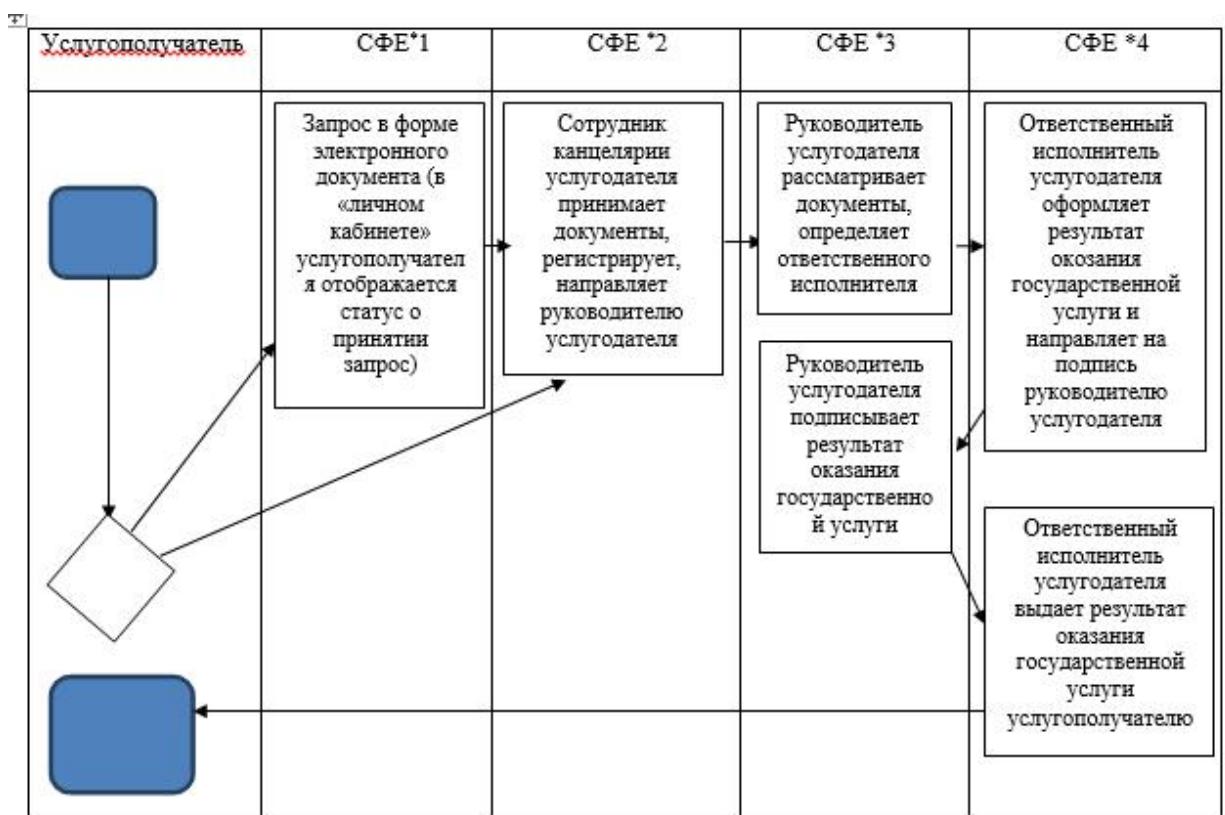 Услугополучатель
СФЕ*1
СФЕ *2
СФЕ *3
СФЕ *4
Запрос в форме
электронного
документа (в
«личном
кабинете»
услугополучател
я отображается
статус о
принятии
запрос)
Сотрудник
канцелярии
услугодателя
принимает
документы,
регистрирует,
направляет
руководителю
услугодателя
Руководитель
услугодателя
рассматривает
документы,
определяет
ответственного
исполнителя
Ответственный
исполнитель
услугодателя
оформляет
результат
окозания
государственной
услуги и
направляет на
подпись
руководителю
услугодателя
Руководитель
услугодателя
подписывает
результат
оказания
государственно
й услуги
Ответственный
исполнитель
услугодателя
выдает результат
оказания
государственной
услуги
услугополучателю